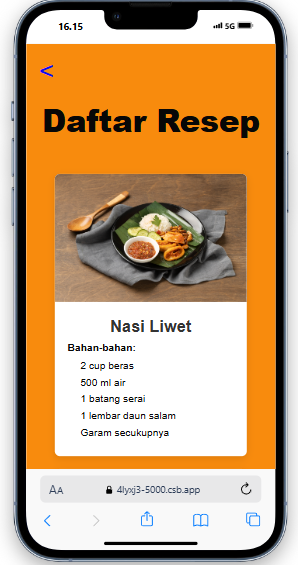 16.15
5G
<
Daftar Resep
Nasi Liwet
Bahan-bahan:
2 cup beras
500 ml air
1 batang serai
1 lembar daun salam
Garam secukupnya
AA
4lyxj3-5000.csb.app